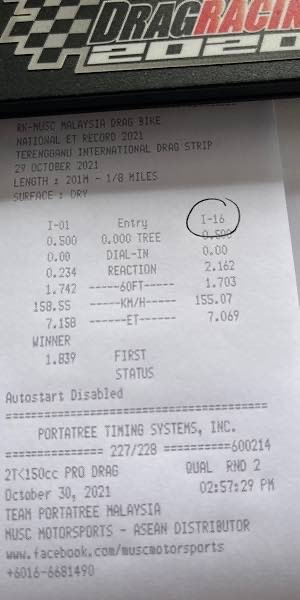 DRAGRACING
2020
RK-MUSC MALAYSIA DRAG BIKE
NATIONAL ET RECORD 2021
TERENGGANU INTERNATIONAL DRAG STRIP
29 OCTOBER 2021
LENGTH : 201M - 1/8 MILES
SURFACE : DRY
I-01 Entry I-16
0.500 0.000 TREE 0.500
0.00 DIAL-IN 0.00
0.234 REACTION 2.162
1.742 -----60FT----- 1.703
158.55 -----KM/H----- 155.07
7.158 ------ET------ 7.069
WINNER
1.839 FIRST
STATUS
Autostart Disabled
======================================
PORTATREE TIMING SYSTEMS, INC.
=============== 227/228 ==========600214
2T<150cc PRO DRAG QUAL RND 2
October 30, 2021 02:57:29 PM
TEAM PORTATREE MALAYSIA
MUSC MOTORSPORTS - ASEAN DISTRIBUTOR
www.facebook.com/muscmotorsports
+6016-6681490